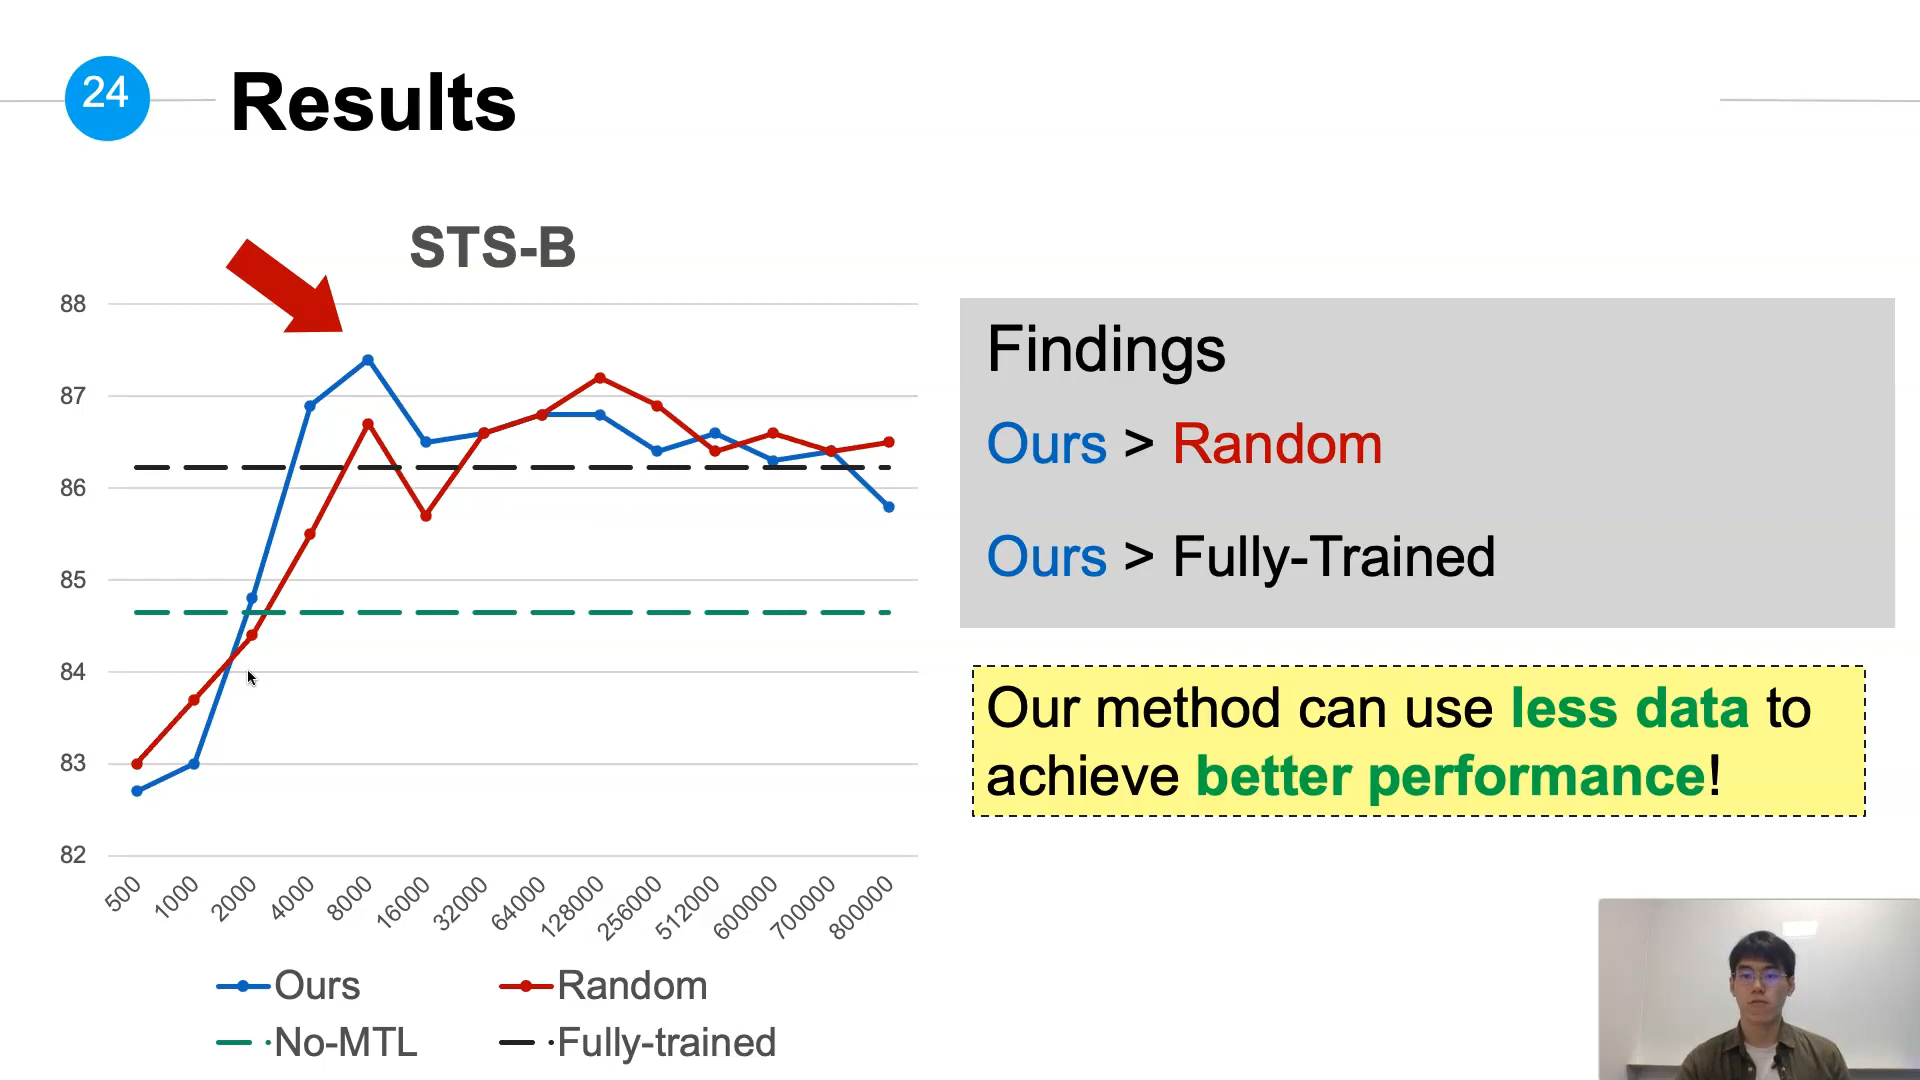 24
Results
STS-B
88
87
86
85
84
83
82
500 1000 2000 4000 8000 16000 32000 64000 128000 256000 512000 600000 700000 800000
Ours Random
No-MTL Fully-trained
Findings
Ours > Random
Ours > Fully-Trained
Our method can use less data to
achieve better performance!